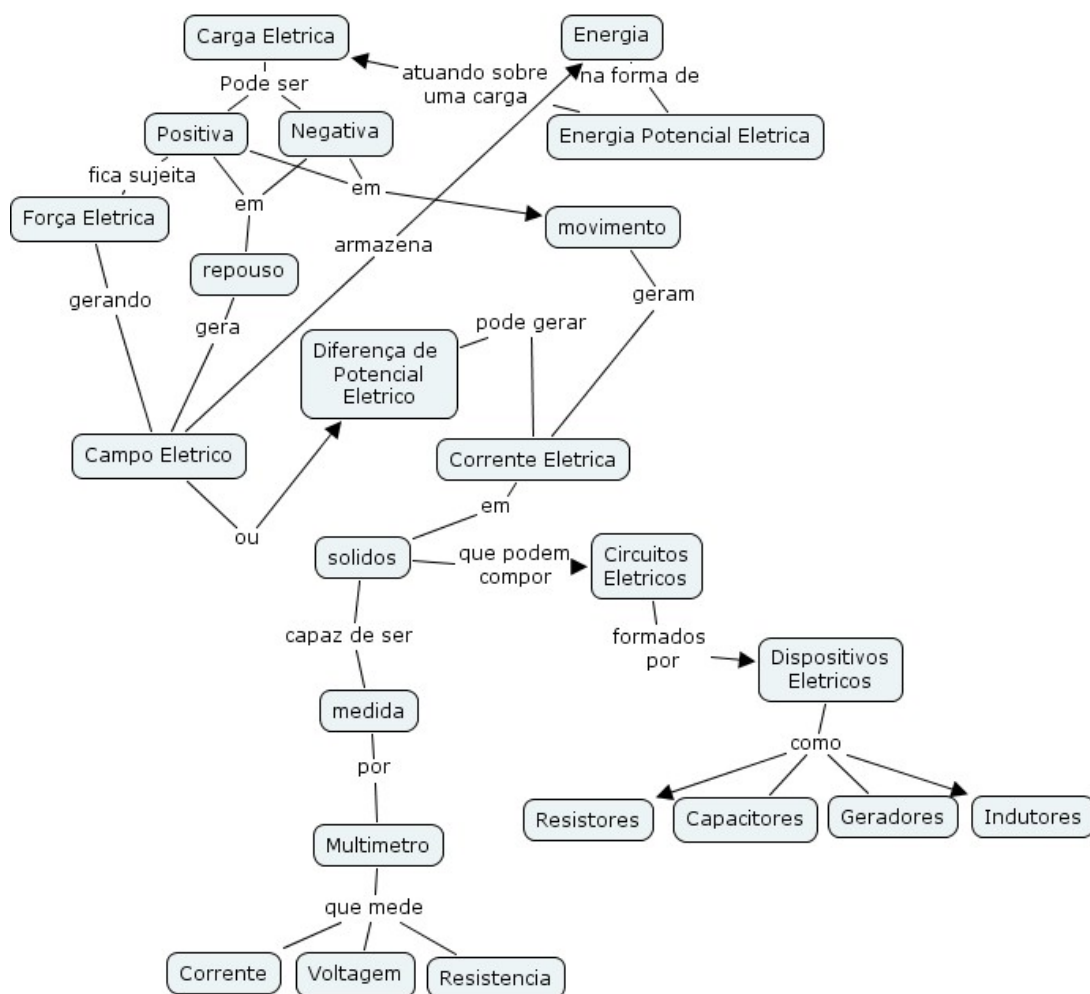 Carga Eletrica
Energia
atuando sobre
uma carga
na forma de
Pode ser
Positiva
Negativa
Energia Potencial Eletrica
fica sujeita
em
em
Força Eletrica
movimento
armazena
repouso
gerando
gera
geram
pode gerar
Diferença de
Potencial
Eletrico
Campo Eletrico
Corrente Eletrica
ou
em
solidos
que podem
compor
Circuitos
Eletricos
capaz de ser
formados
por
Dispositivos
Eletricos
medida
como
por
Resistores
Capacitores
Geradores
Indutores
Multimetro
que mede
Corrente
Voltagem
Resistencia